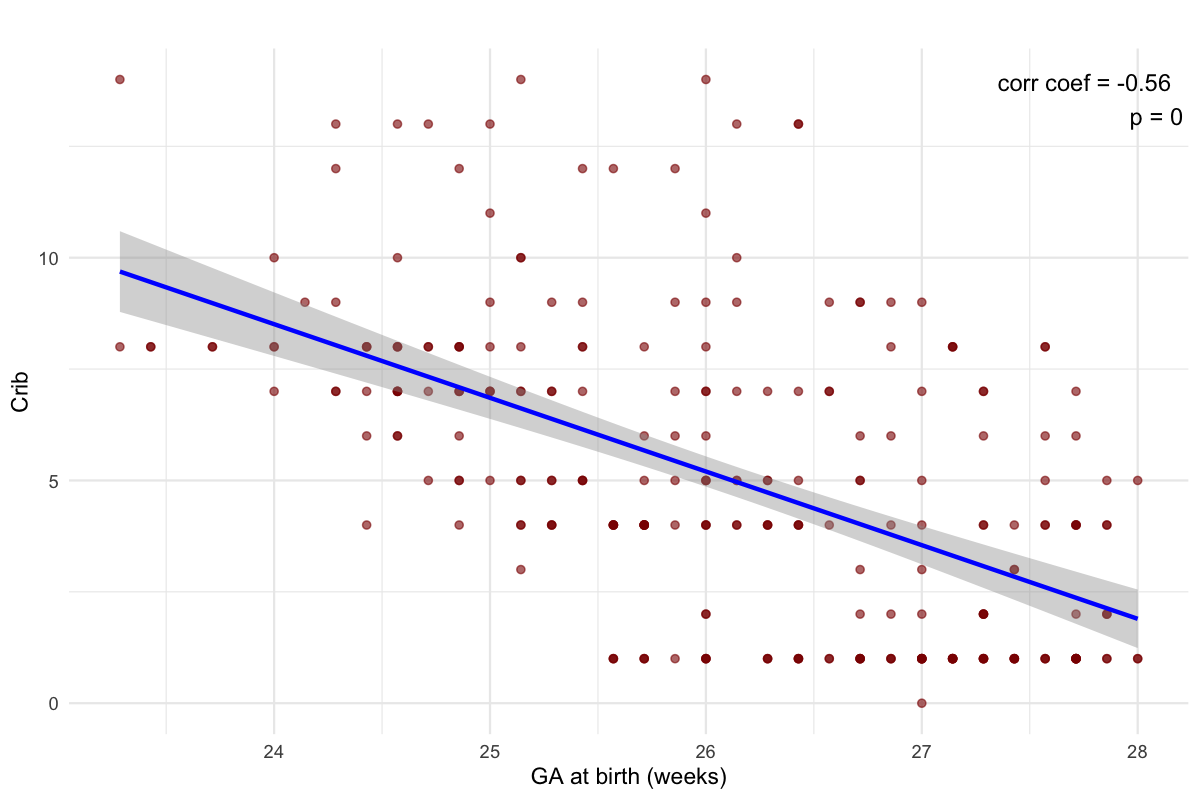 corr coef = -0.56
p = 0
10
5
0
Crib
24 25 26 27 28
GA at birth (weeks)